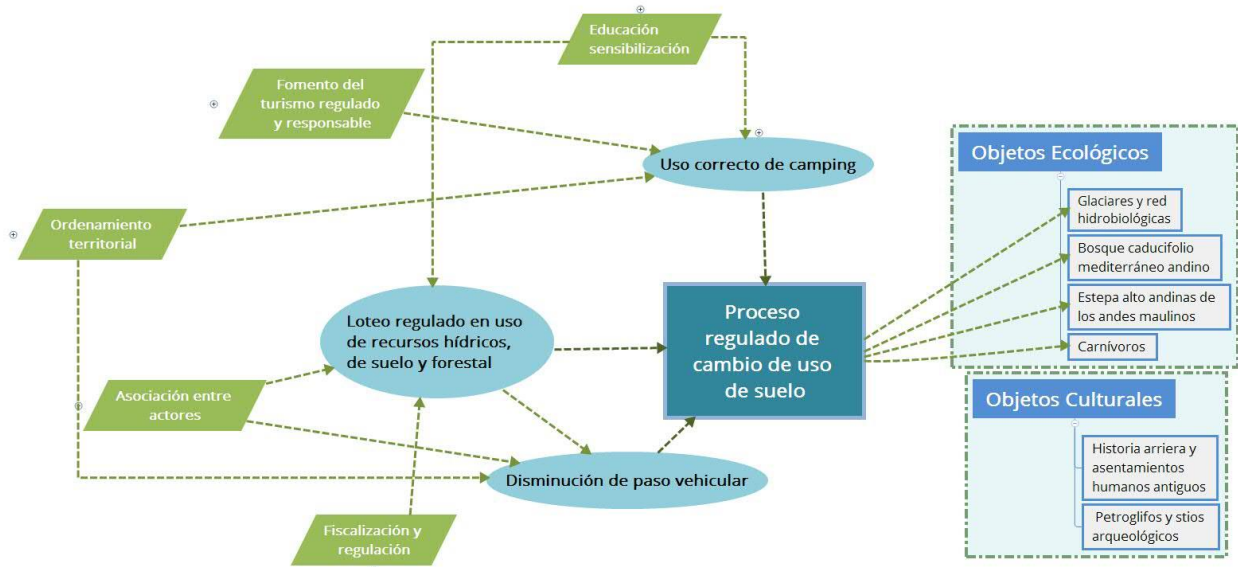 Educación
sensibilización
Fomento del
turismo regulado
y responsable
Uso correcto de camping
Ordenamiento
territorial
Loteo regulado en uso
de recursos hídricos,
de suelo y forestal
Proceso
regulado de
cambio de uso
de suelo
Asociación entre
actores
Disminución de paso vehicular
Fiscalización y
regulación
Objetos Ecológicos
Glaciares y red
hidrobiológicas
Bosque caducifolio
mediterráneo andino
Estepa alto andinas de
los andes maulinos
Carnívoros
Objetos Culturales
Historia arriera y
asentamientos
humanos antiguos
Petroglifos y stios
arqueológicos